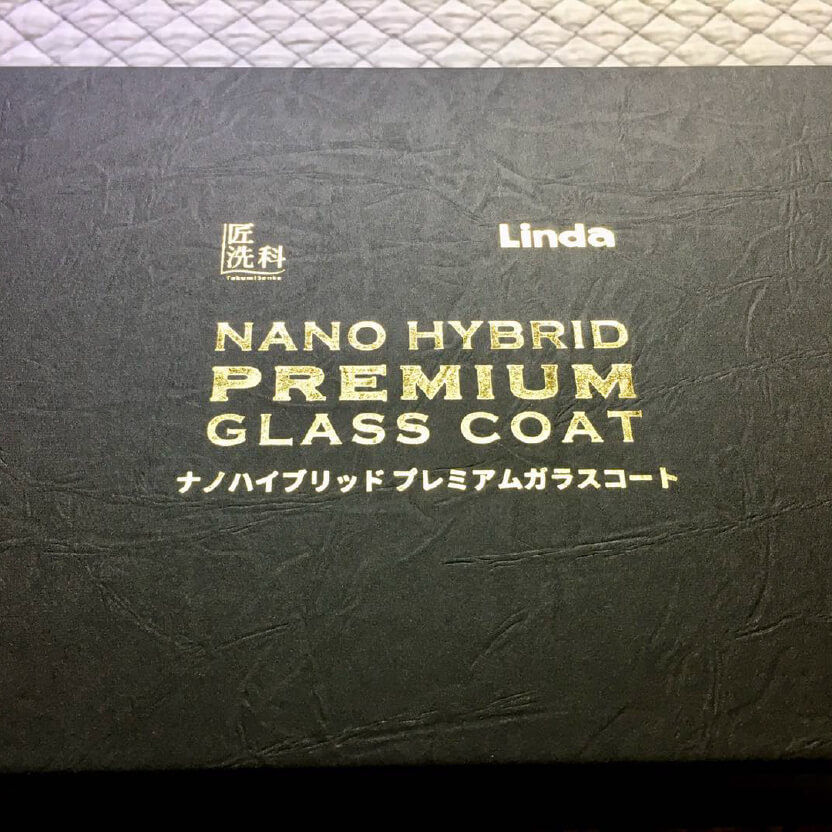 匠
洗科
TakumiSenka
Linda
NANO HYBRID
PREMIUM
GLASS COAT
ナノハイブリッド プレミアムガラスコート